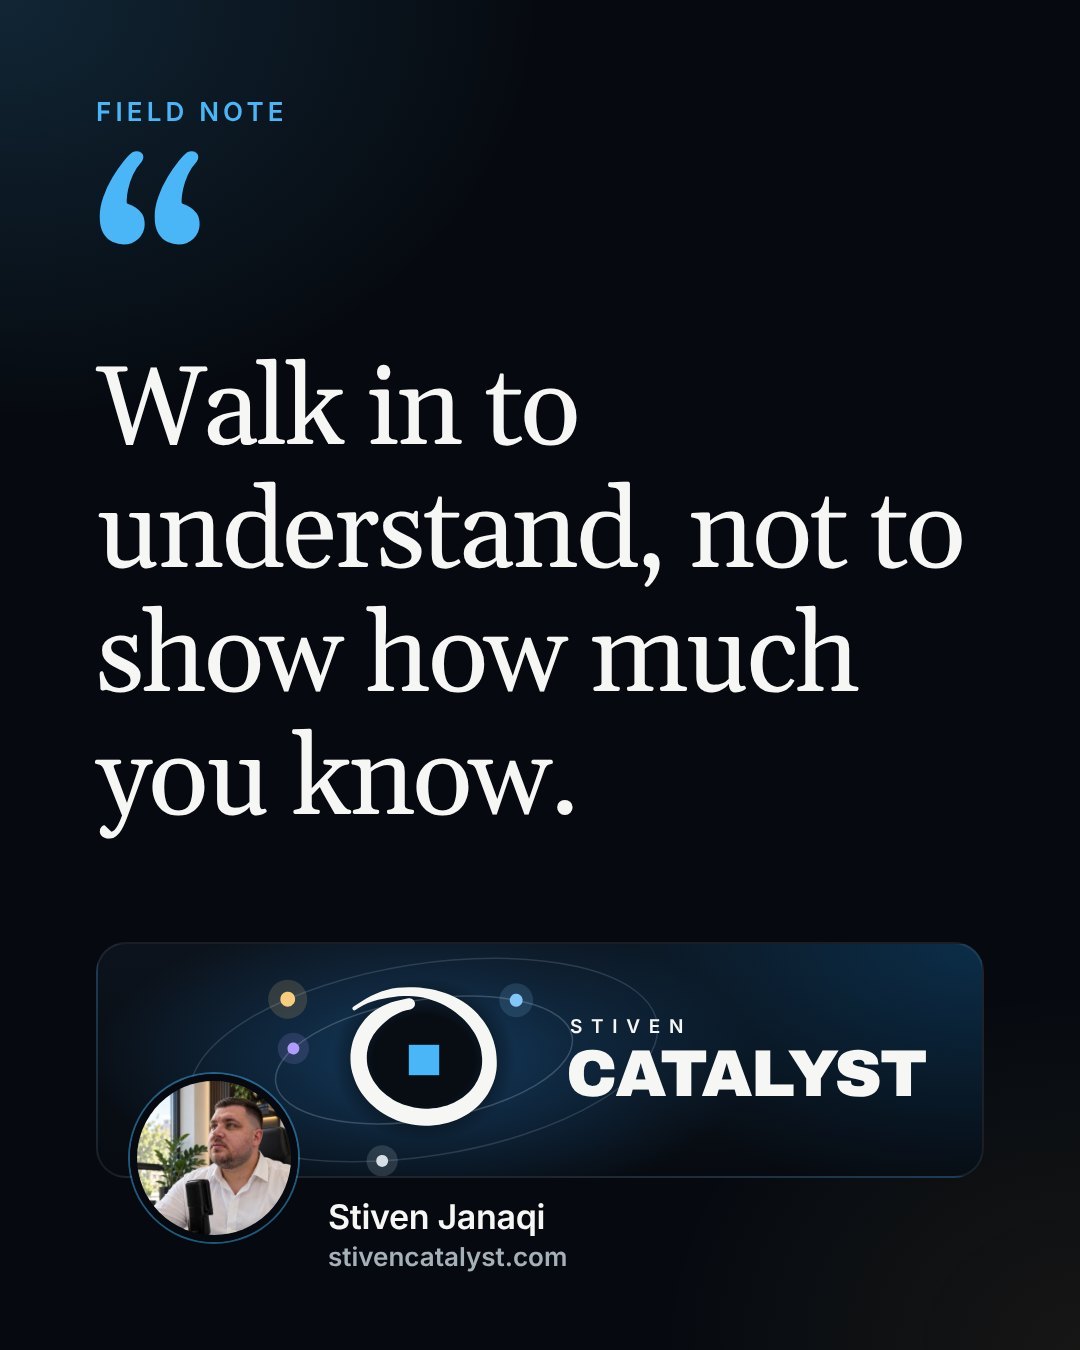 FIELD NOTE
“
Walk in to
understand, not to
show how much
you know.
STIVEN
CATALYST
Stiven Janaqi
stivencatalyst.com